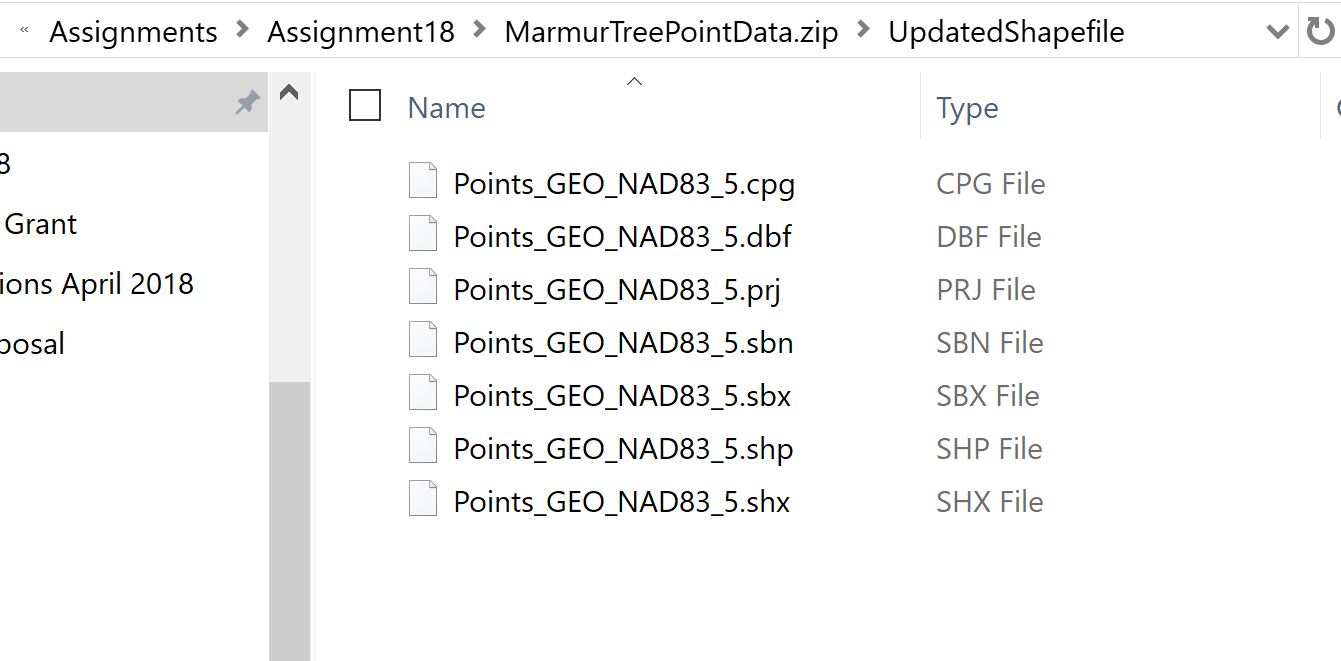 « Assignments > Assignment18 > MarmurTreePointData.zip > UpdatedShapefile
8
Grant
ions April 2018
posal
Name Type
Points_GEO_NAD83_5.cpg CPG File
Points_GEO_NAD83_5.dbf DBF File
Points_GEO_NAD83_5.prj PRJ File
Points_GEO_NAD83_5.sbn SBN File
Points_GEO_NAD83_5.sbx SBX File
Points_GEO_NAD83_5.shp SHP File
Points_GEO_NAD83_5.shx SHX File